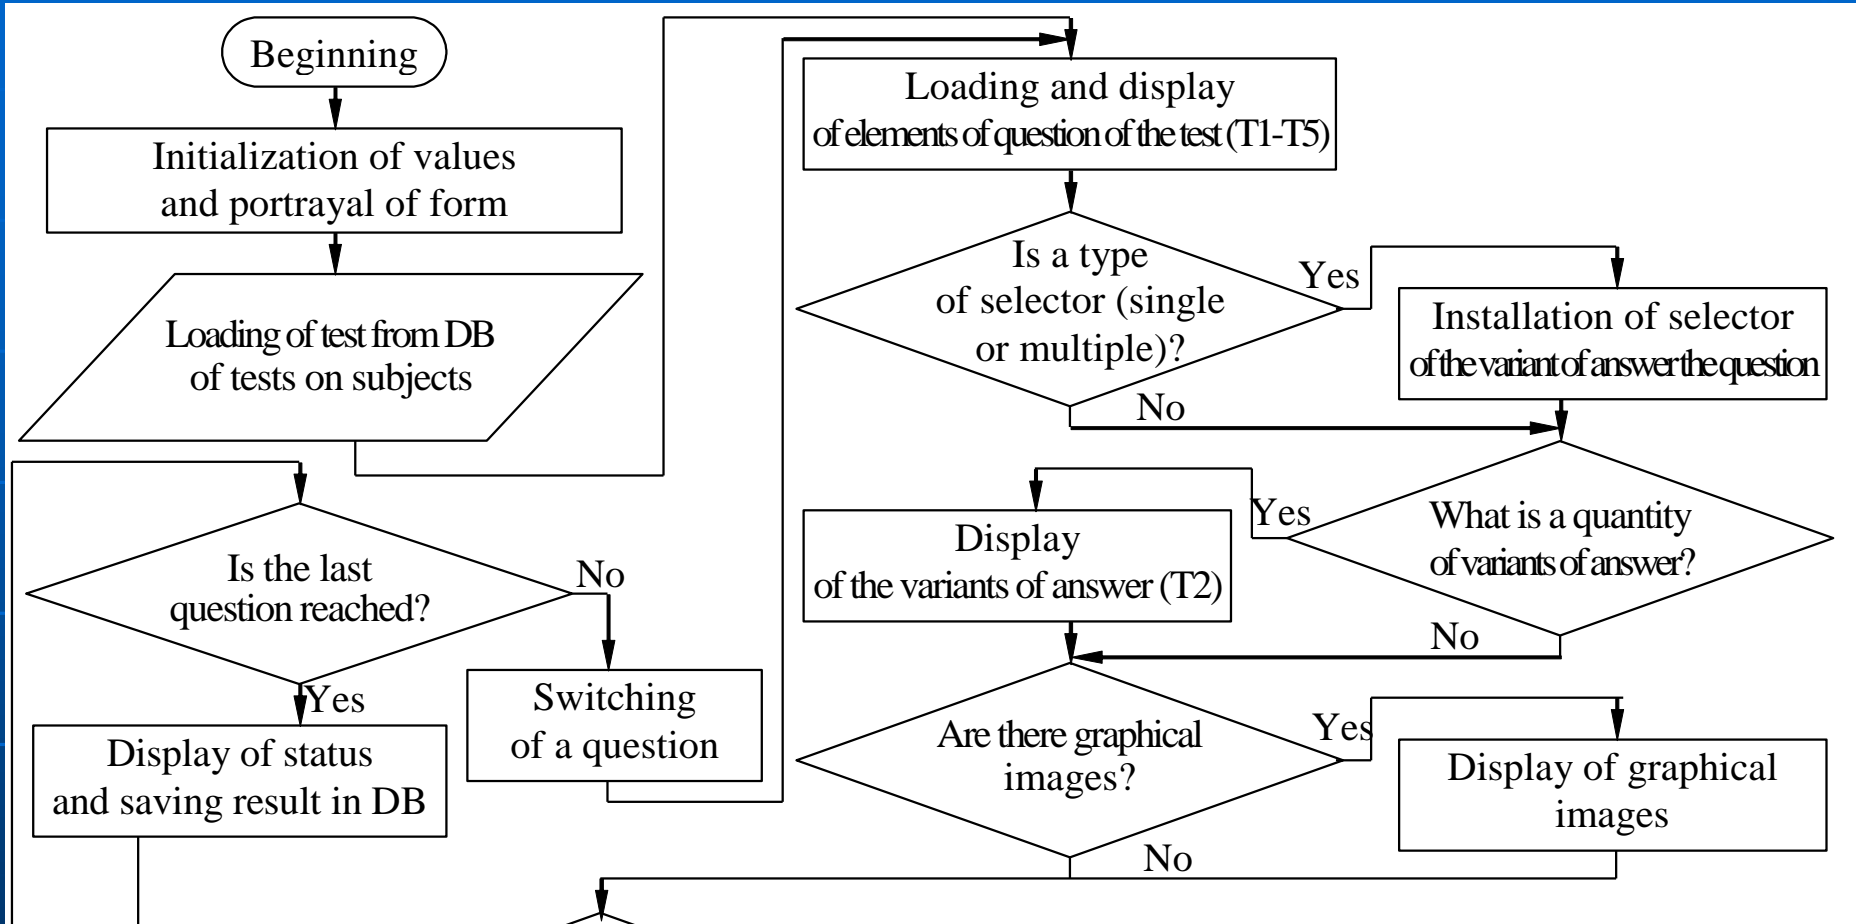 Beginning
Initialization of values
and portrayal of form
Loading of test from DB
of tests on subjects
Loading and display
of elements of question of the test (T1-T5)
Is a type
of selector (single
or multiple)?
Yes
No
Installation of selector
of the variant of answer the question
What is a quantity
of variants of answer?
Yes
No
Display
of the variants of answer (T2)
Are there graphical
images?
Yes
No
Display of graphical
images
Is the last
question reached?
No
Yes
Switching
of a question
Display of status
and saving result in DB